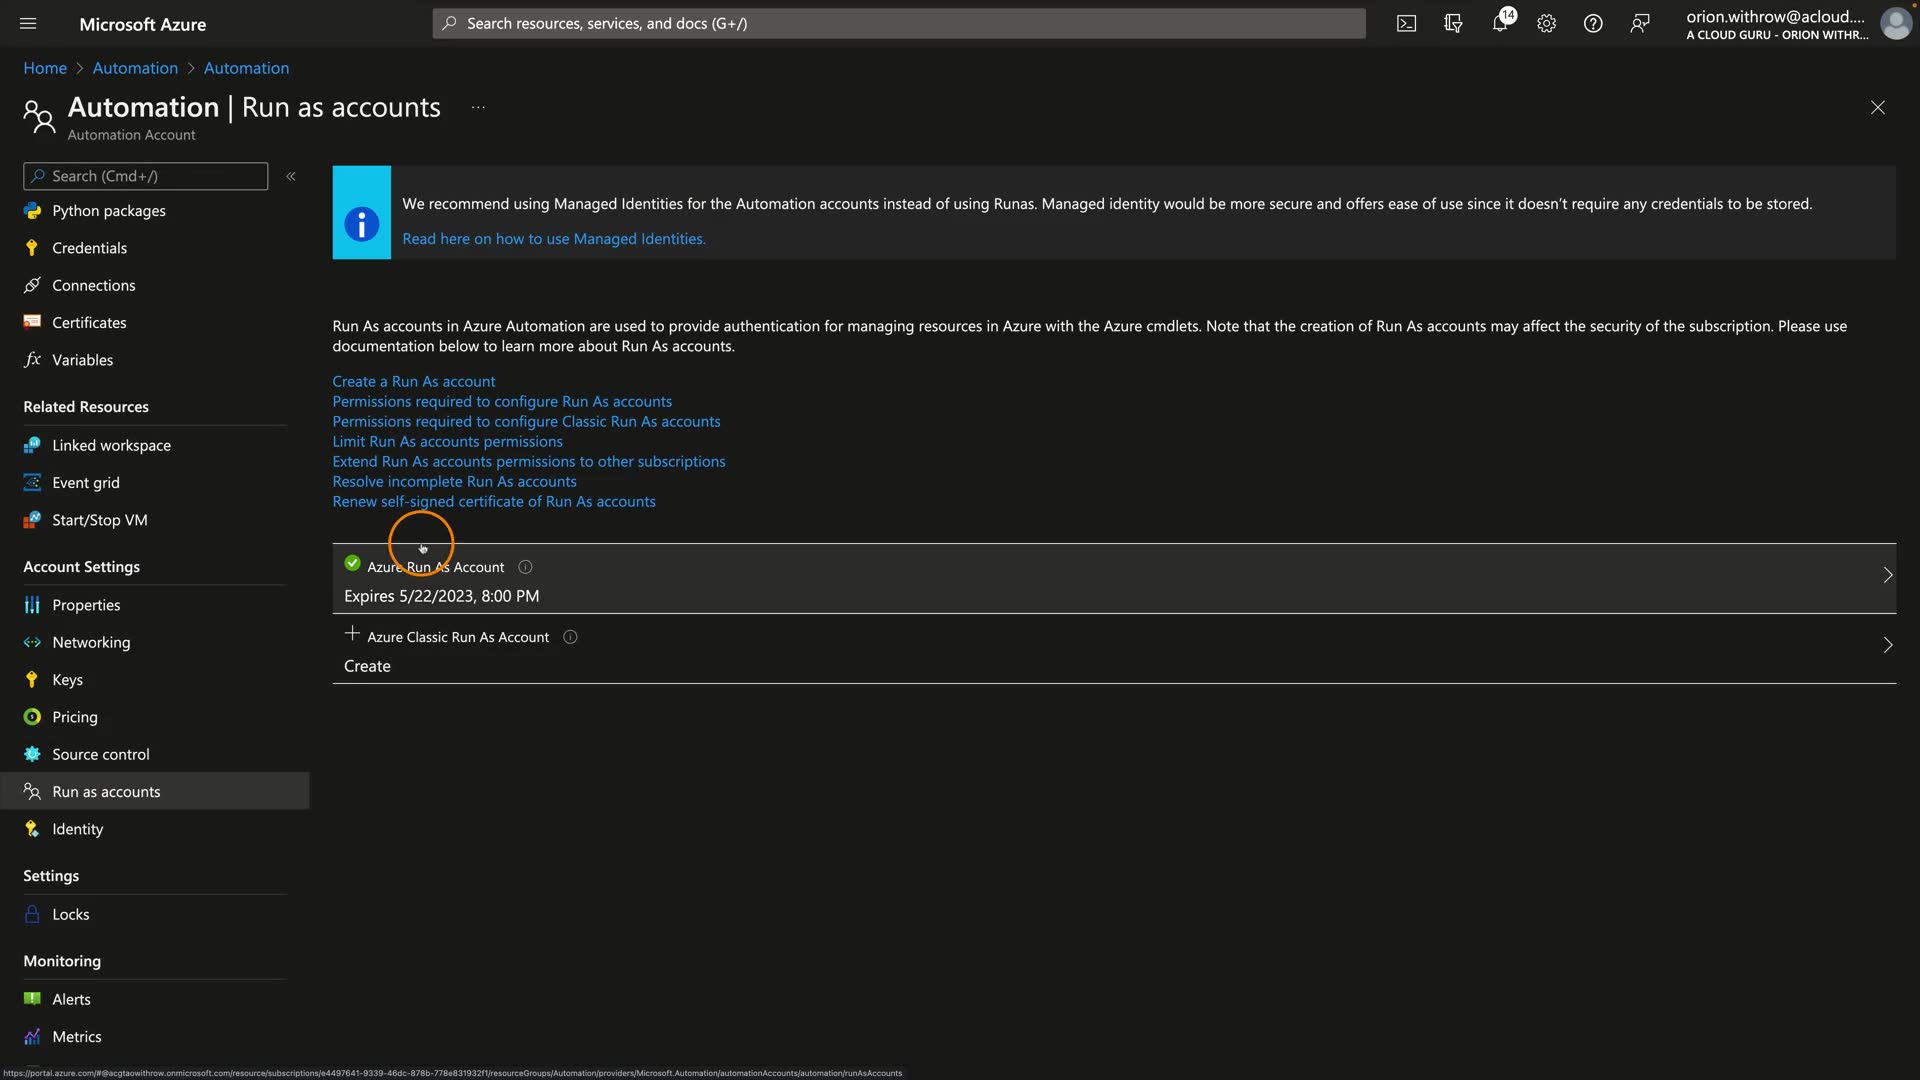 Microsoft Azure
Search resources, services, and docs (G+/)
14
orion.withrow@acloud....
A CLOUD GURU - ORION WITHR...
Home > Automation > Automation
Automation | Run as accounts ...
Automation Account
Search (Cmd+/)
«
Python packages
Credentials
Connections
Certificates
Variables
Related Resources
Linked workspace
Event grid
Start/Stop VM
Account Settings
Properties
Networking
Keys
Pricing
Source control
Run as accounts
Identity
Settings
Locks
Monitoring
Alerts
Metrics
We recommend using Managed Identities for the Automation accounts instead of using Runas. Managed identity would be more secure and offers ease of use since it doesn't require any credentials to be stored.
Read here on how to use Managed Identities.
Run As accounts in Azure Automation are used to provide authentication for managing resources in Azure with the Azure cmdlets. Note that the creation of Run As accounts may affect the security of the subscription. Please use
documentation below to learn more about Run As accounts.
Create a Run As account
Permissions required to configure Run As accounts
Permissions required to configure Classic Run As accounts
Limit Run As accounts permissions
Extend Run As accounts permissions to other subscriptions
Resolve incomplete Run As accounts
Renew self-signed certificate of Run As accounts
Azure Run As Account
Expires 5/22/2023, 8:00 PM
Azure Classic Run As Account
Create
https://portal.azure.com/#@acgtaowithrow.onmicrosoft.com/resource/subscriptions/e4497641-9339-46dc-878b-778e831932f1/resourceGroups/Automation/providers/Microsoft.Automation/automationAccounts/automation/runAsAccounts